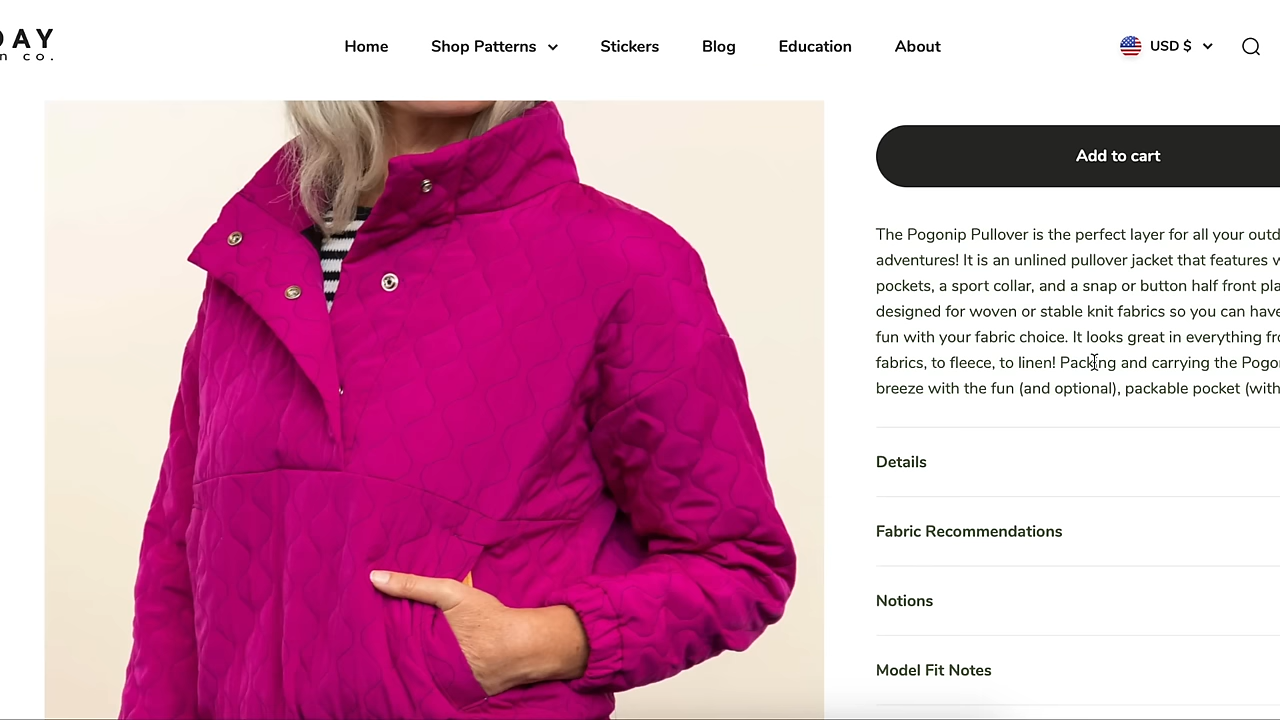 DAY
n co.
Home
Shop Patterns
Stickers
Blog
Education
About
USD $
Add to cart
The Pogonip Pullover is the perfect layer for all your outd
adventures! It is an unlined pullover jacket that features w
pockets, a sport collar, and a snap or button half front pla
designed for woven or stable knit fabrics so you can have
fun with your fabric choice. It looks great in everything fro
fabrics, to fleece, to linen! Packing and carrying the Pogon
breeze with the fun (and optional), packable pocket (with
Details
Fabric Recommendations
Notions
Model Fit Notes